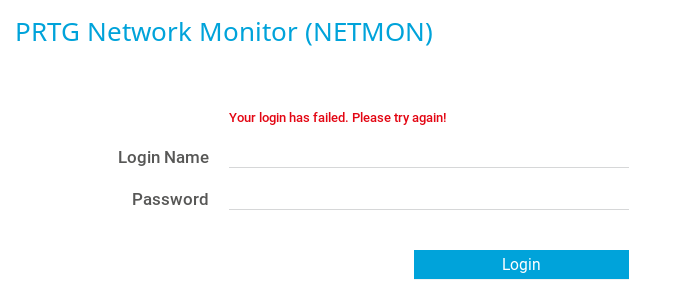 PRTG Network Monitor (NETMON)
Your login has failed. Please try again!
Login Name
Password
Login